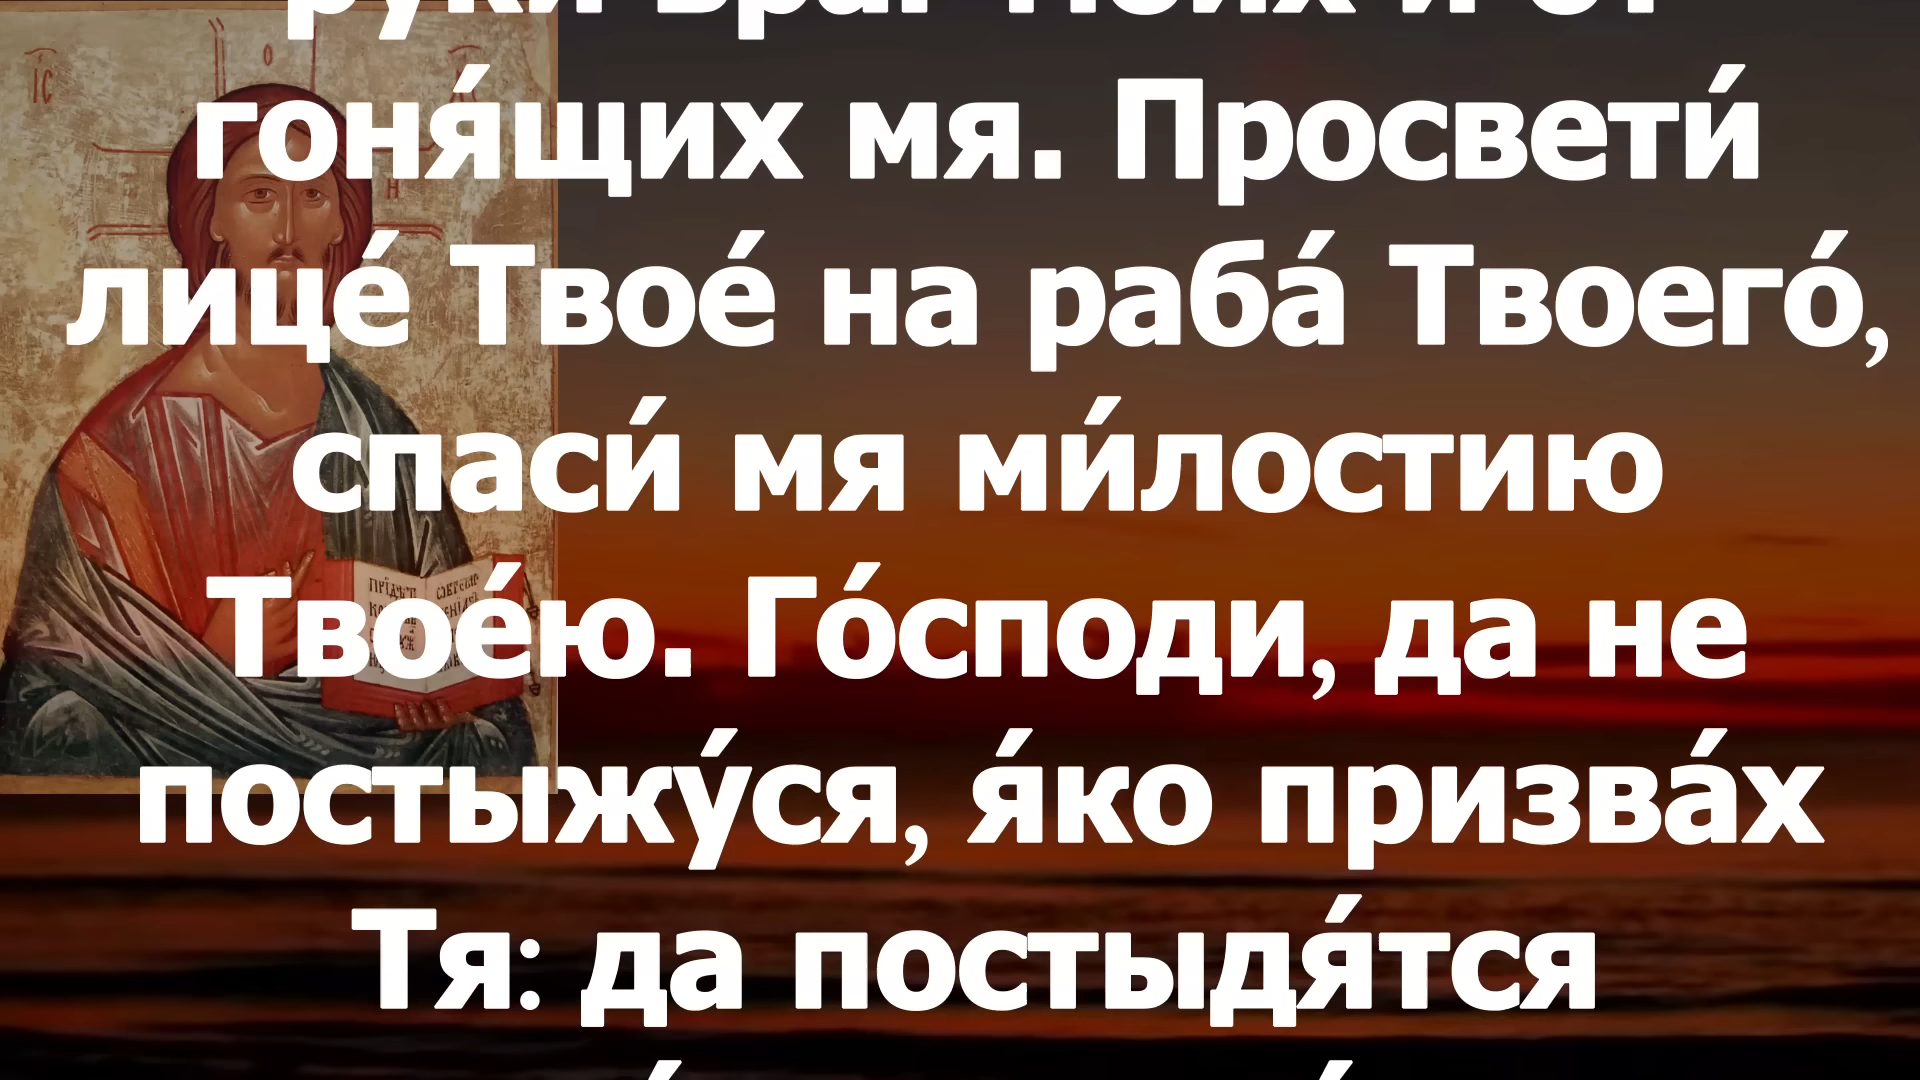 гоня́щих мя. Просвети́
лице́ Твое́ на раба́ Твоего́,
спаси́ мя ми́лостию
Твое́ю. Го́споди, да не
постыжу́ся, я́ко призва́х
Тя: да постыдя́тся